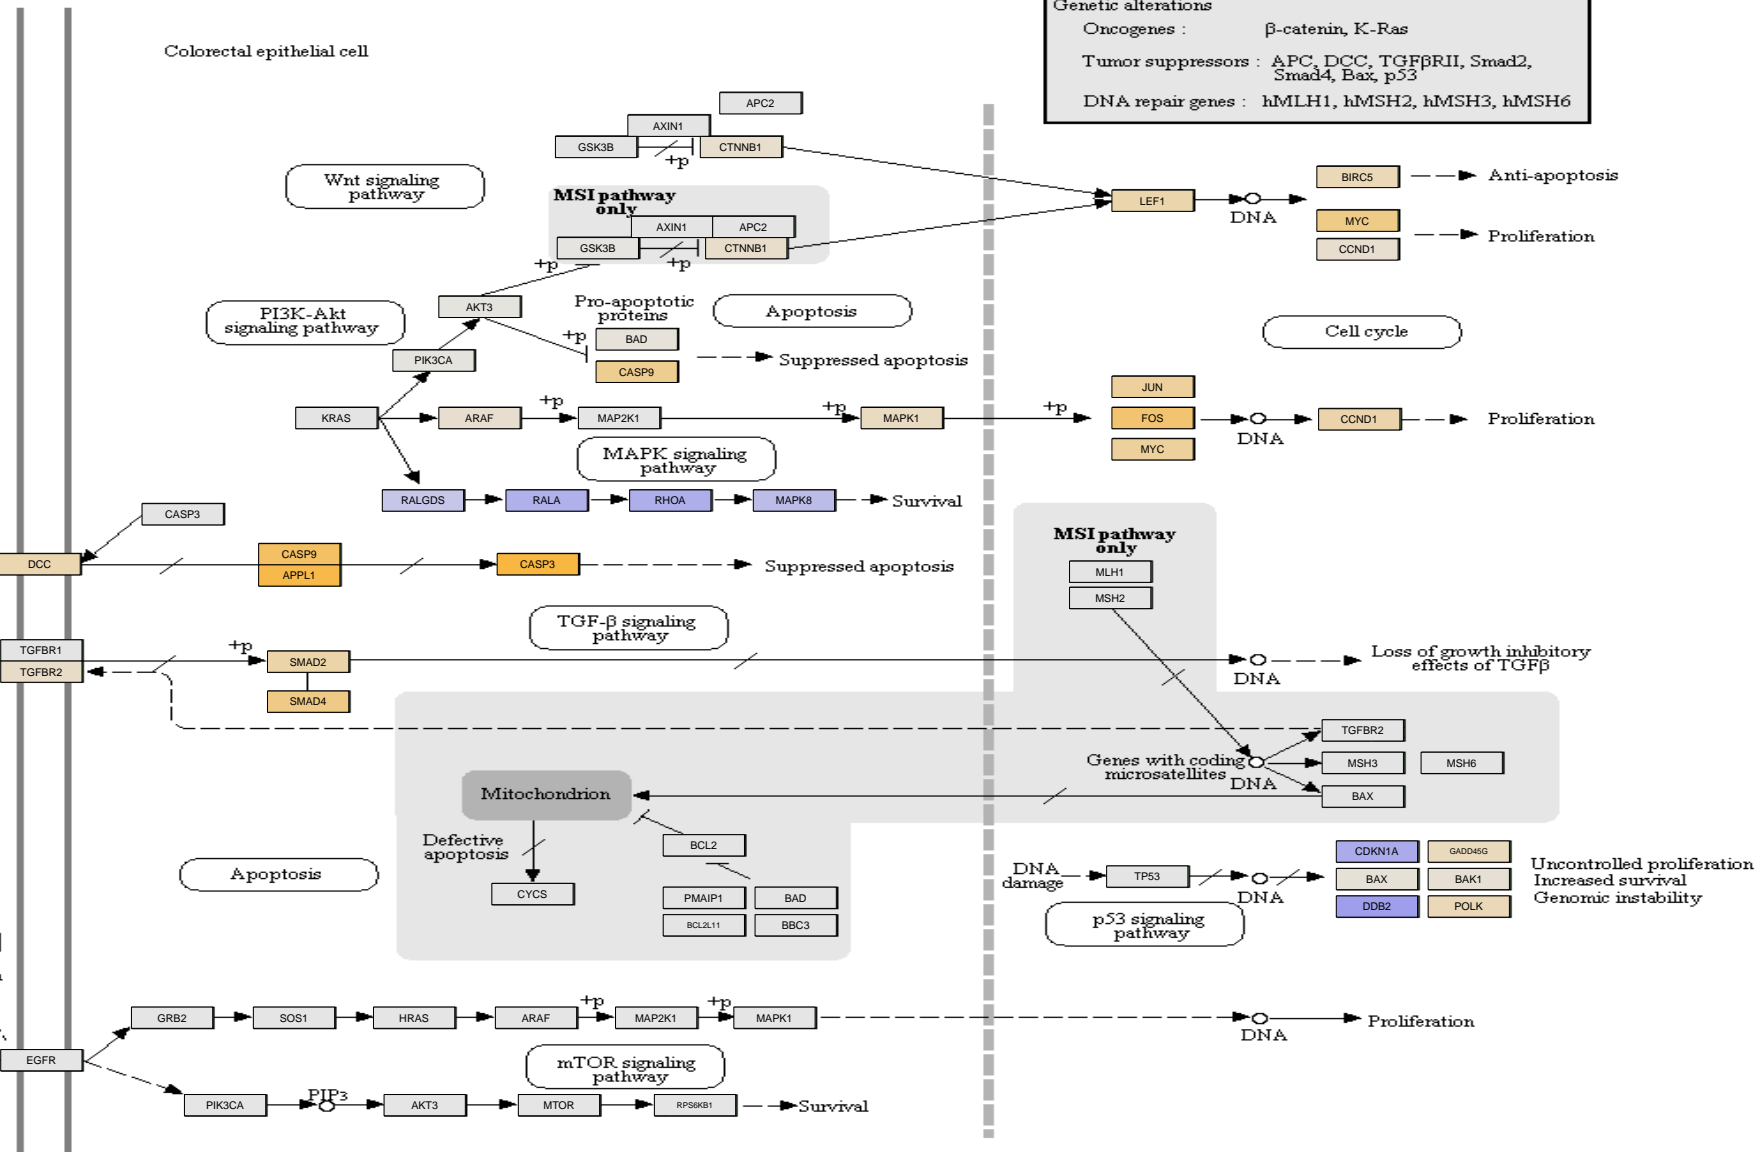 Genetic alterations
Oncogenes : β-catenin, K-Ras
Tumor suppressors : APC, DCC, TGFβRII, Smad2,
Smad4, Bax, p53
DNA repair genes : hMLH1, hMSH2, hMSH3, hMSH6
Colorectal epithelial cell
APC2
AXIN1
GSK3B
CTNNB1
+p
Wnt signaling
pathway
MSI pathway
only
AXIN1
APC2
GSK3B
CTNNB1
+p
+p
LEF1
DNA
BIRC5
Anti-apoptosis
MYC
CCND1
Proliferation
PI3K-Akt
signaling pathway
AKT3
Pro-apoptotic
proteins
Apoptosis
+p
BAD
CASP9
Suppressed apoptosis
PIK3CA
Cell cycle
KRAS
ARAF
+p
MAP2K1
+p
MAPK1
+p
JUN
FOS
MYC
DNA
CCND1
Proliferation
MAPK signaling
pathway
RALGDS
RALA
RHOA
MAPK8
Survival
CASP3
DCC
CASP9
APPL1
CASP3
Suppressed apoptosis
MSI pathway
only
MLH1
MSH2
TGF-β signaling
pathway
TGFBR1
TGFBR2
+p
SMAD2
SMAD4
DNA
Loss of growth inhibitory
effects of TGFβ
TGFBR2
Genes with coding
microsatellites
DNA
MSH3
MSH6
BAX
Mitochondrion
Defective
apoptosis
BCL2
CYCS
PMAIP1
BAD
BCL2L11
BBC3
Apoptosis
DNA
damage
TP53
DNA
CDKN1A
GADD45G
BAX
BAK1
DDB2
POLK
Uncontrolled proliferation
Increased survival
Genomic instability
p53 signaling
pathway
GRB2
SOS1
HRAS
ARAF
+p
MAP2K1
+p
MAPK1
DNA
Proliferation
EGFR
mTOR signaling
pathway
PIK3CA
PIP3
AKT3
MTOR
RPS6KB1
Survival